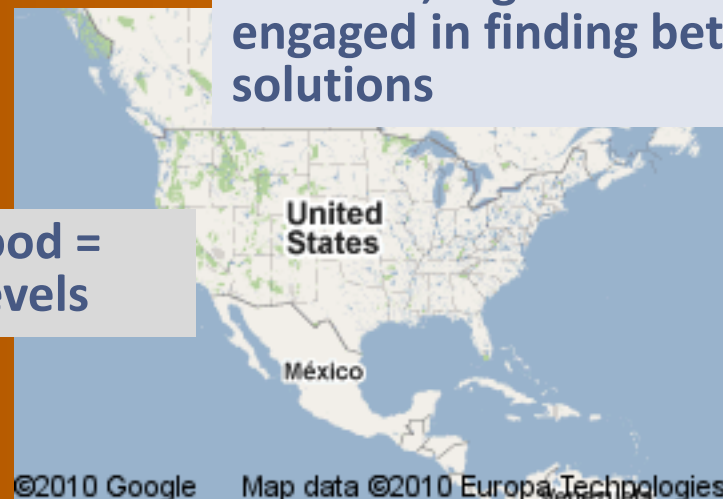 engaged in finding bet
solutions
ood =
evels
United
States
México
©2010 Google Map data ©2010 Europa Technologies